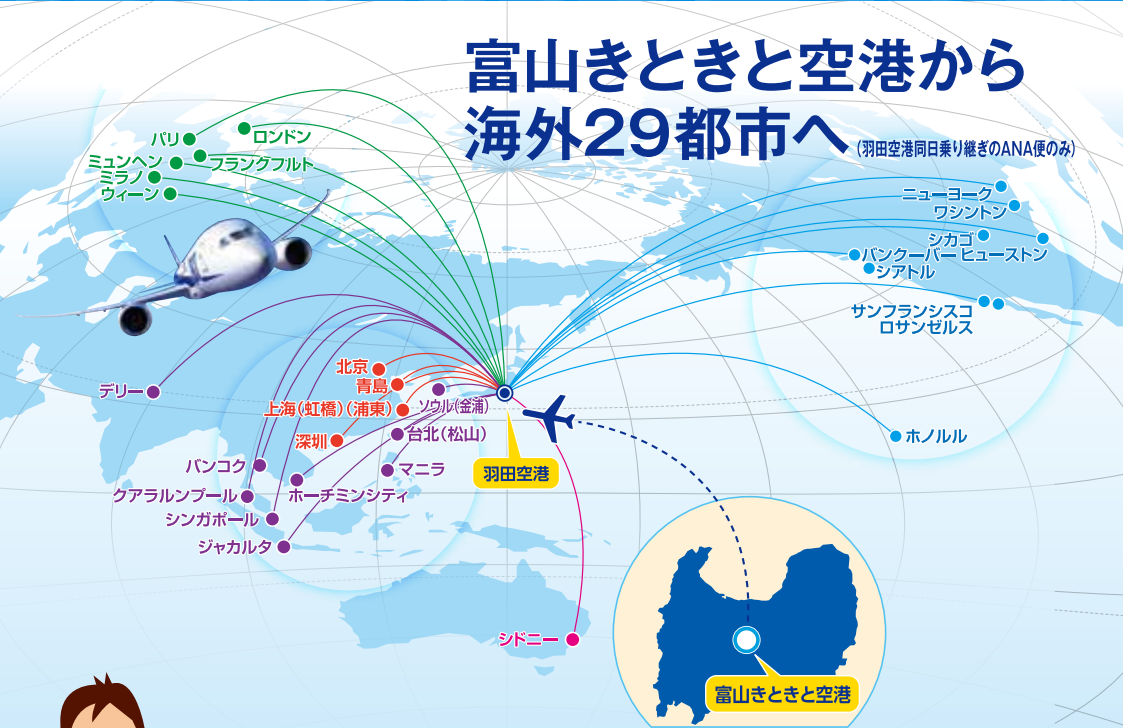 富山きときと空港から
海外29都市へ(羽田空港同日乗り継ぎのANA便のみ)
パリ
ロンドン
ミュンヘン
フランクフルト
ミラノ
ウィーン
ニューヨーク
ワシントン
シカゴ
バンクーバー
ヒューストン
シアトル
サンフランシスコ
ロサンゼルス
北京
青島
デリー
上海(虹橋)(浦東)
ソウル(金浦)
深圳
台北(松山)
ホノルル
バンコク
マニラ
羽田空港
クアラルンプール
ホーチミンシティ
シンガポール
ジャカルタ
シドニー
富山きときと空港